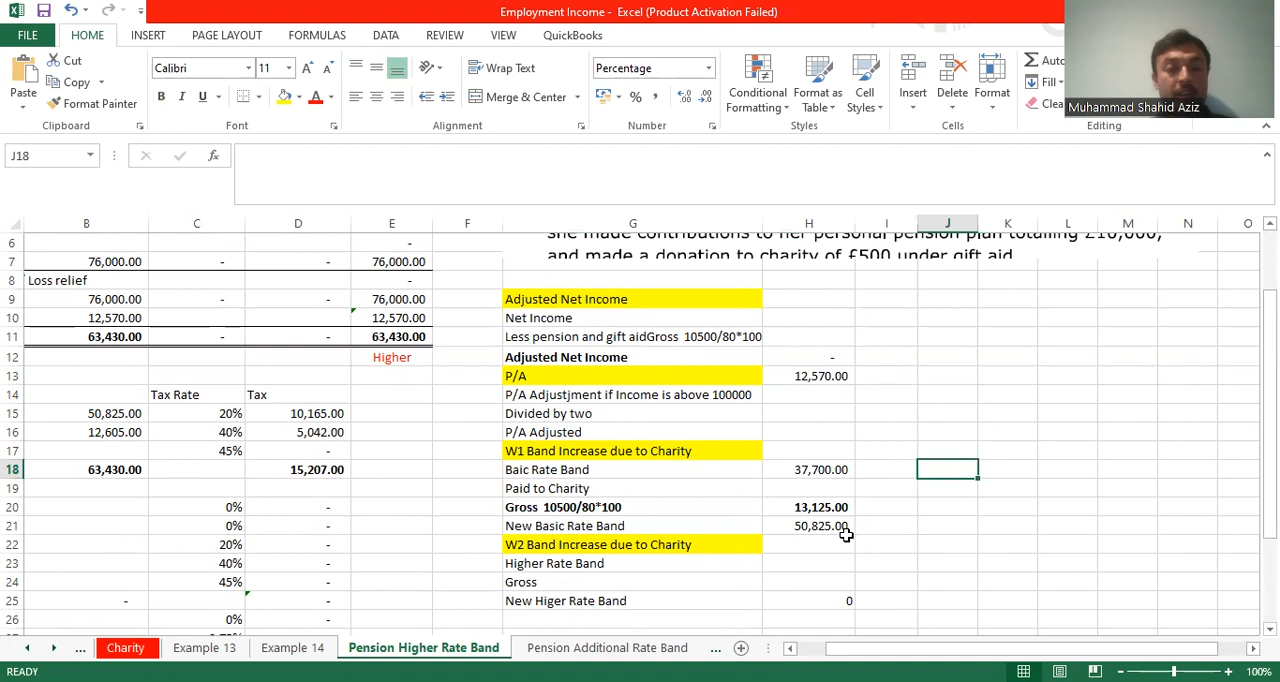 Employment Income - Excel (Product Activation Failed)
FILE HOME INSERT PAGE LAYOUT FORMULAS DATA REVIEW VIEW QuickBooks
Cut Calibri 11 Wrap Text Percentage Auto
Copy Fill
Paste Format Painter Merge & Center Conditional Formatting Format as Table Cell Styles Insert Delete Format Clea
Muhammad Shahid Aziz
Clipboard Font Alignment Number Styles Cells Editing
J18
B C D E F G H I J K L M N O
6 - she made contributions to her personal pension plan totalling £10,000,
7 76,000.00 - - 76,000.00 and made a donation to charity of £500 under gift aid
8 Loss relief -
9 76,000.00 - - 76,000.00 Adjusted Net Income
10 12,570.00 12,570.00 Net Income
11 63,430.00 - - 63,430.00 Less pension and gift aidGross 10500/80*100
12 Higher Adjusted Net Income -
13 P/A 12,570.00
14 Tax Rate Tax P/A Adjustjment if Income is above 100000
15 50,825.00 20% 10,165.00 Divided by two
16 12,605.00 40% 5,042.00 P/A Adjusted
17 45% - W1 Band Increase due to Charity
18 63,430.00 15,207.00 Baic Rate Band 37,700.00
19 Paid to Charity
20 0% - Gross 10500/80*100 13,125.00
21 0% - New Basic Rate Band 50,825.00
22 20% - W2 Band Increase due to Charity
23 40% - Higher Rate Band
24 45% - Gross
25 - - New Higer Rate Band 0
26 0% -
... Charity Example 13 Example 14 Pension Higher Rate Band Pension Additional Rate Band ...
READY 100%